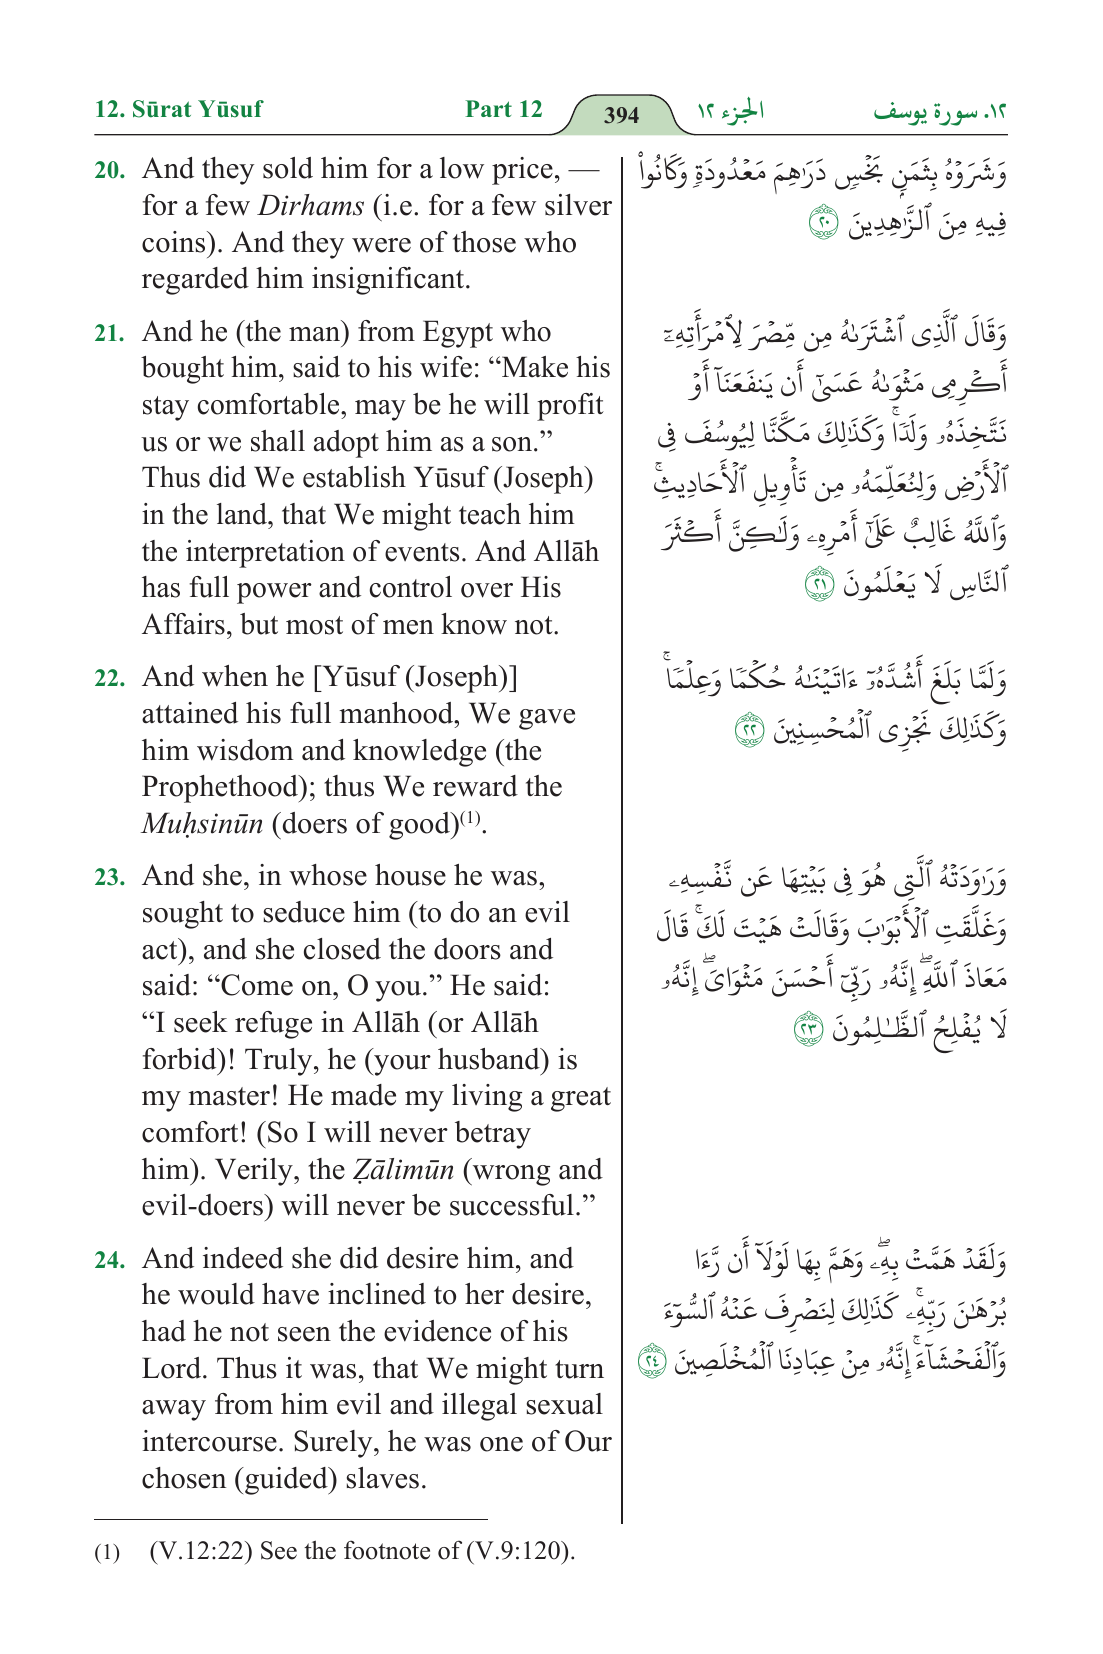 12. Sūrat Yūsuf
Part 12
394
الجزء ١٢
١٢. سورة يوسف
20. And they sold him for a low price, —
for a few Dirhams (i.e. for a few silver
coins). And they were of those who
regarded him insignificant.
21. And he (the man) from Egypt who
bought him, said to his wife: “Make his
stay comfortable, may be he will profit
us or we shall adopt him as a son.”
Thus did We establish Yūsuf (Joseph)
in the land, that We might teach him
the interpretation of events. And Allāh
has full power and control over His
Affairs, but most of men know not.
22. And when he [Yūsuf (Joseph)]
attained his full manhood, We gave
him wisdom and knowledge (the
Prophethood); thus We reward the
Muḥsinūn (doers of good)(1).
23. And she, in whose house he was,
sought to seduce him (to do an evil
act), and she closed the doors and
said: “Come on, O you.” He said:
“I seek refuge in Allāh (or Allāh
forbid)! Truly, he (your husband) is
my master! He made my living a great
comfort! (So I will never betray
him). Verily, the Ẓālimūn (wrong and
evil-doers) will never be successful.”
24. And indeed she did desire him, and
he would have inclined to her desire,
had he not seen the evidence of his
Lord. Thus it was, that We might turn
away from him evil and illegal sexual
intercourse. Surely, he was one of Our
chosen (guided) slaves.
وَشَرَوۡهُ بِثَمَنِۭ بَخۡسٖ دَرَٰهِمَ مَعۡدُودَةٖ وَكَانُواْ
فِيهِ مِنَ ٱلزَّٰهِدِينَ ٢٠
وَقَالَ ٱلَّذِي ٱشۡتَرَىٰهُ مِن مِّصۡرَ لِٱمۡرَأَتِهِۦٓ
أَكۡرِمِي مَثۡوَىٰهُ عَسَىٰٓ أَن يَنفَعَنَآ أَوۡ
نَتَّخِذَهُۥ وَلَدٗاۚ وَكَذَٰلِكَ مَكَّنَّا لِيُوسُفَ فِي
ٱلۡأَرۡضِ وَلِنُعَلِّمَهُۥ مِن تَأۡوِيلِ ٱلۡأَحَادِيثِۚ
وَٱللَّهُ غَالِبٌ عَلَىٰٓ أَمۡرِهِۦ وَلَٰكِنَّ أَكۡثَرَ
ٱلنَّاسِ لَا يَعۡلَمُونَ ٢١
وَلَمَّا بَلَغَ أَشُدَّهُۥٓ ءَاتَيۡنَٰهُ حُكۡمٗا وَعِلۡمٗاۚ
وَكَذَٰلِكَ نَجۡزِي ٱلۡمُحۡسِنِينَ ٢٢
وَرَٰوَدَتۡهُ ٱلَّتِي هُوَ فِي بَيۡتِهَا عَن نَّفۡسِهِۦ
وَغَلَّقَتِ ٱلۡأَبۡوَٰبَ وَقَالَتۡ هَيۡتَ لَكَۚ قَالَ
مَعَاذَ ٱللَّهِۖ إِنَّهُۥ رَبِّيٓ أَحۡسَنَ مَثۡوَايَۖ إِنَّهُۥ
لَا يُفۡلِحُ ٱلظَّٰلِمُونَ ٢٣
وَلَقَدۡ هَمَّتۡ بِهِۦۖ وَهَمَّ بِهَا لَوۡلَآ أَن رَّءَا
بُرۡهَٰنَ رَبِّهِۦۚ كَذَٰلِكَ لِنَصۡرِفَ عَنۡهُ ٱلسُّوٓءَ
وَٱلۡفَحۡشَآءَۚ إِنَّهُۥ مِنۡ عِبَادِنَا ٱلۡمُخۡلَصِينَ ٢٤
(1) (V.12:22) See the footnote of (V.9:120).